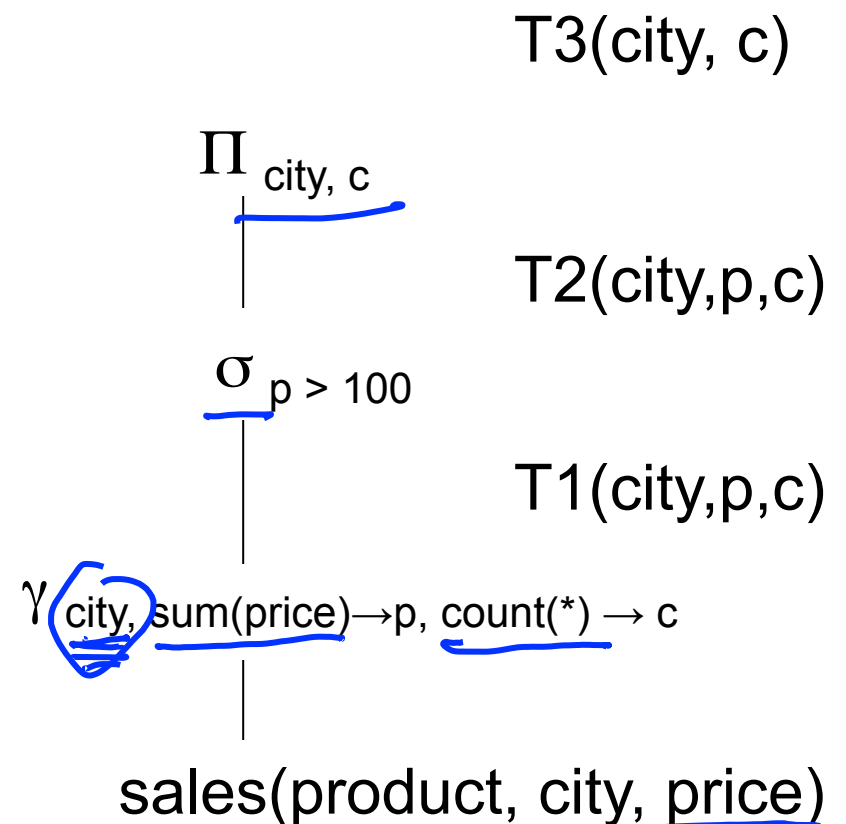 T3(city, c)
Π city, c
T2(city,p,c)
σ p > 100
T1(city,p,c)
γ city, sum(price)→p, count(*) → c
sales(product, city, price)